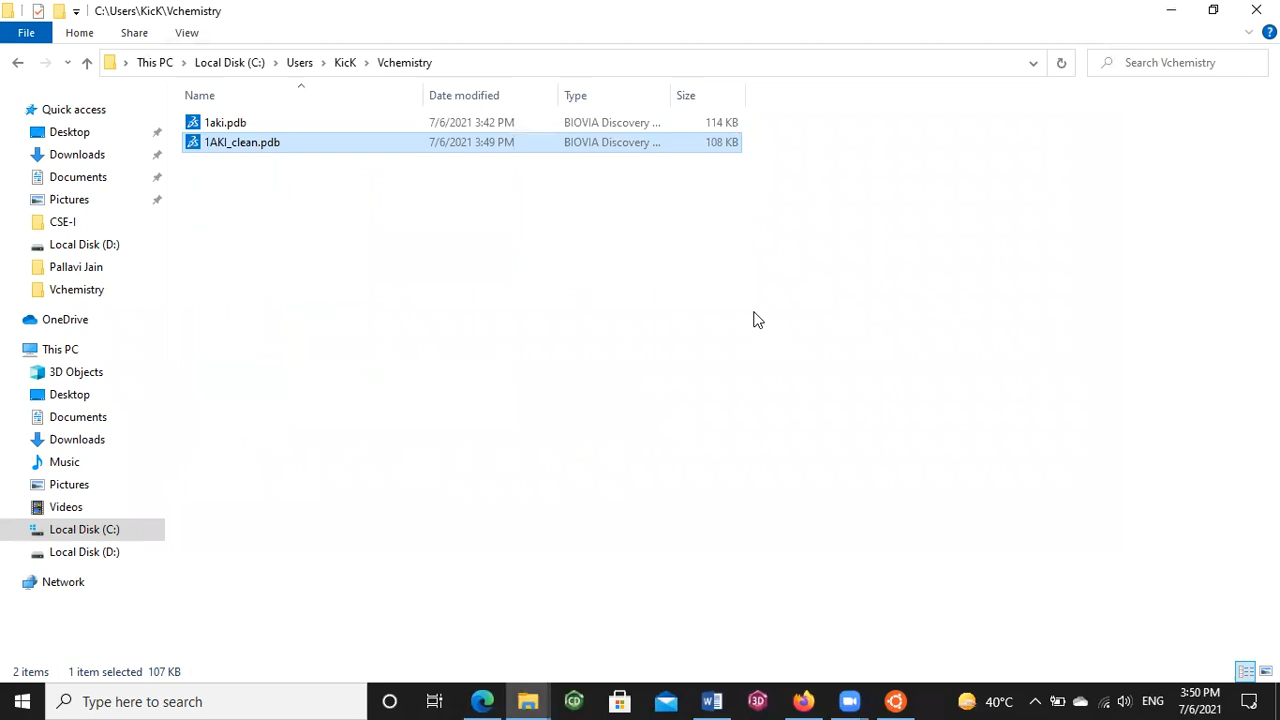 C:\Users\KicK\Vchemistry
File Home Share View
This PC Local Disk (C:) Users KicK Vchemistry
Search Vchemistry
Name Date modified Type Size
1aki.pdb 7/6/2021 3:42 PM BIOVIA Discovery ... 114 KB
1AKI_clean.pdb 7/6/2021 3:49 PM BIOVIA Discovery ... 108 KB
Quick access
Desktop
Downloads
Documents
Pictures
CSE-I
Local Disk (D:)
Pallavi Jain
Vchemistry
OneDrive
This PC
3D Objects
Desktop
Documents
Downloads
Music
Pictures
Videos
Local Disk (C:)
Local Disk (D:)
Network
2 items 1 item selected 107 KB
Type here to search
40°C
ENG
3:50 PM
7/6/2021